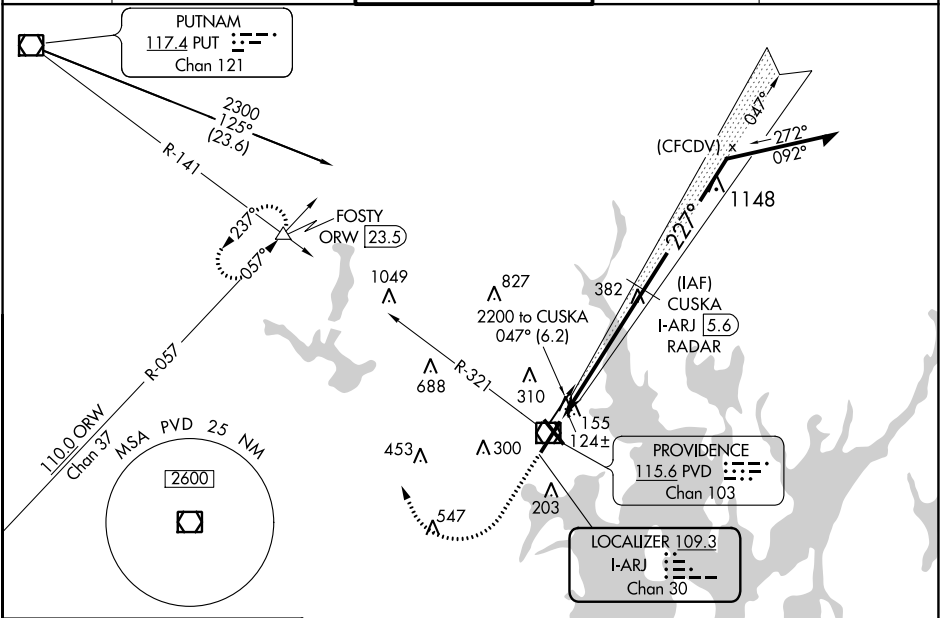 PUTNAM
117.4 PUT
Chan 121
2300
125°
(23.6)
R-141
047°
(CFCDV) x
272°
092°
1148
227°
237°
057°
FOSTY
ORW 23.5
1049
827
382
(IAF)
CUSKA
I-ARJ 5.6
RADAR
2200 to CUSKA
047° (6.2)
R-057
R-321
688
310
155
124±
110.0 ORW
Chan 37
MSA PVD 25 NM
2600
453
300
PROVIDENCE
115.6 PVD
Chan 103
203
547
LOCALIZER 109.3
I-ARJ
Chan 30